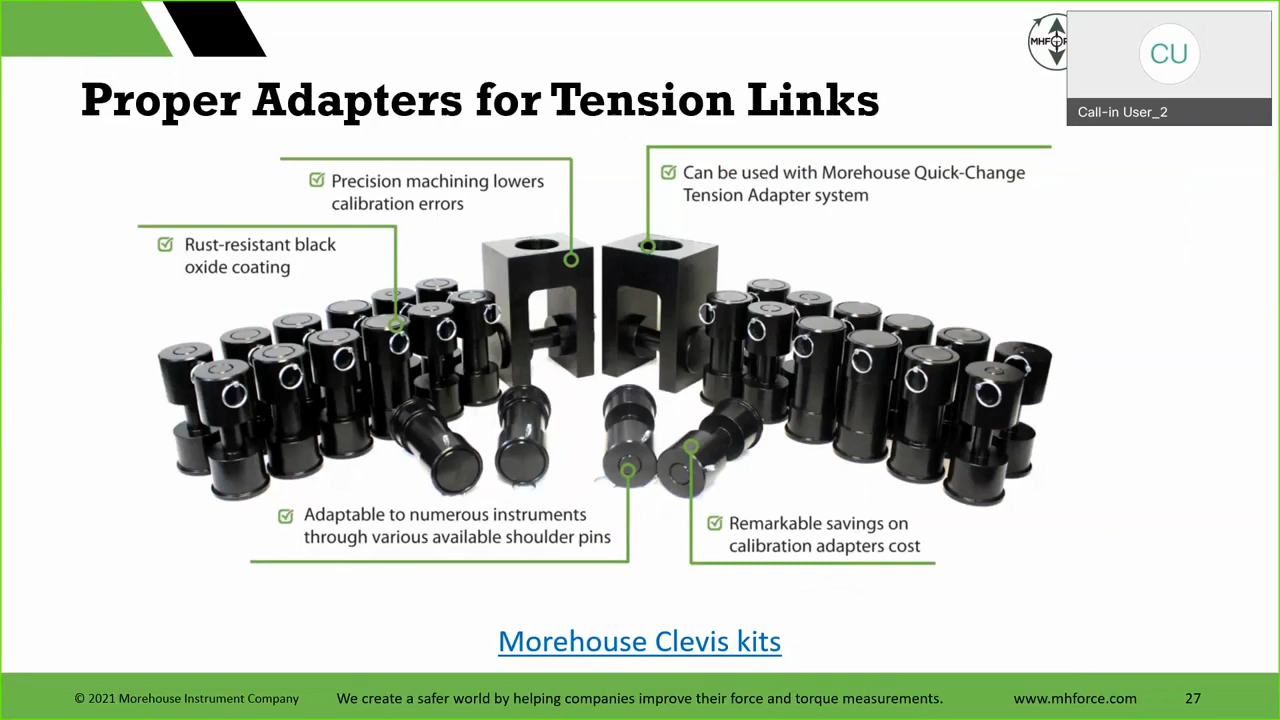 MHF
CU
Call-in User_2
Proper Adapters for Tension Links
Precision machining lowers
calibration errors
Can be used with Morehouse Quick-Change
Tension Adapter system
Rust-resistant black
oxide coating
Adaptable to numerous instruments
through various available shoulder pins
Remarkable savings on
calibration adapters cost
Morehouse Clevis kits
© 2021 Morehouse Instrument Company
We create a safer world by helping companies improve their force and torque measurements.
www.mhforce.com
27